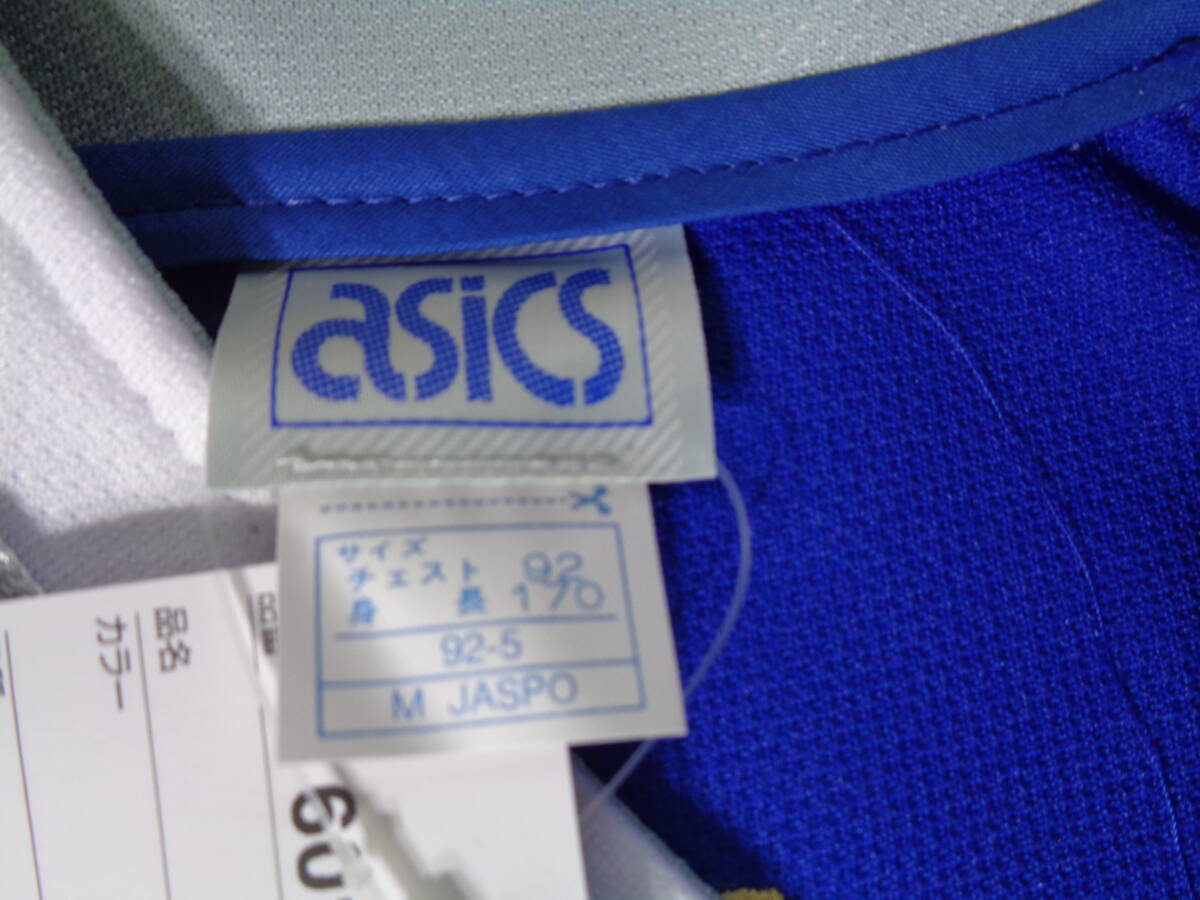 asics
サイズ
チェスト 92
身長 170
92-5
M JASPO
品名
カラー